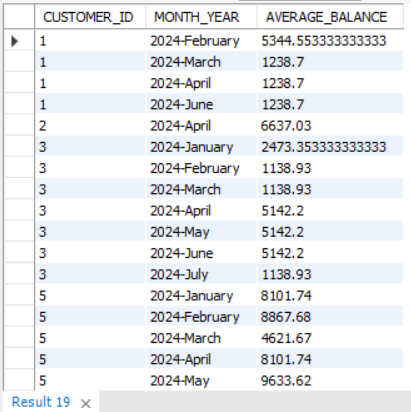 CUSTOMER_ID MONTH_YEAR AVERAGE_BALANCE
1 2024-February 5344.553333333333
1 2024-March 1238.7
1 2024-April 1238.7
1 2024-June 1238.7
2 2024-April 6637.03
3 2024-January 2473.353333333333
3 2024-February 1138.93
3 2024-March 1138.93
3 2024-April 5142.2
3 2024-May 5142.2
3 2024-June 5142.2
3 2024-July 1138.93
5 2024-January 8101.74
5 2024-February 8867.68
5 2024-March 4621.67
5 2024-April 8101.74
5 2024-May 9633.62
Result 19